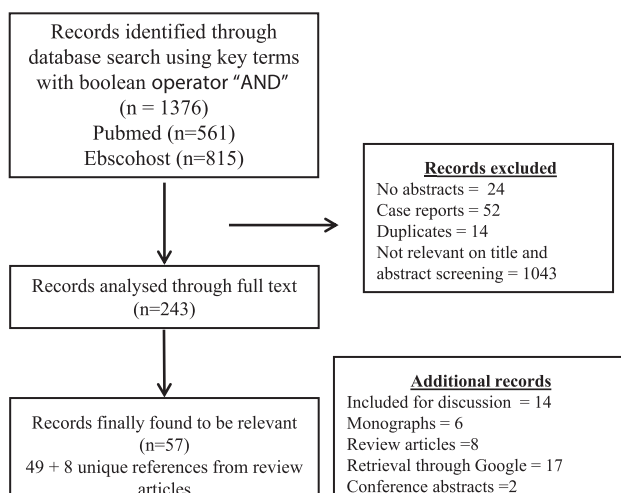 Records identified through
database search using key terms
with boolean operator “AND”
(n = 1376)
Pubmed (n=561)
Ebscohost (n=815)
Records excluded
No abstracts = 24
Case reports = 52
Duplicates = 14
Not relevant on title and
abstract screening = 1043
Records analysed through full text
(n=243)
Records finally found to be relevant
(n=57)
49 + 8 unique references from review
articles
Additional records
Included for discussion = 14
Monographs = 6
Review articles =8
Retrieval through Google = 17
Conference abstracts =2